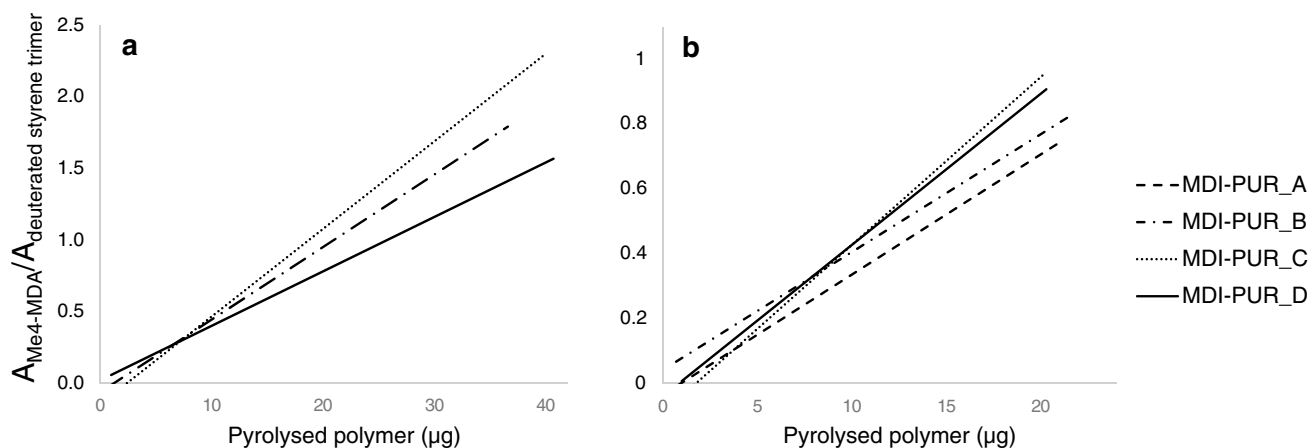 a
2.5
2.0
1.5
1.0
0.5
0.0
0 10 20 30 40
Pyrolysed polymer (µg)
AMe4-MDA/Adeuterated styrene trimer
b
1
0.8
0.6
0.4
0.2
0
0 5 10 15 20
Pyrolysed polymer (µg)
MDI-PUR_A
MDI-PUR_B
MDI-PUR_C
MDI-PUR_D